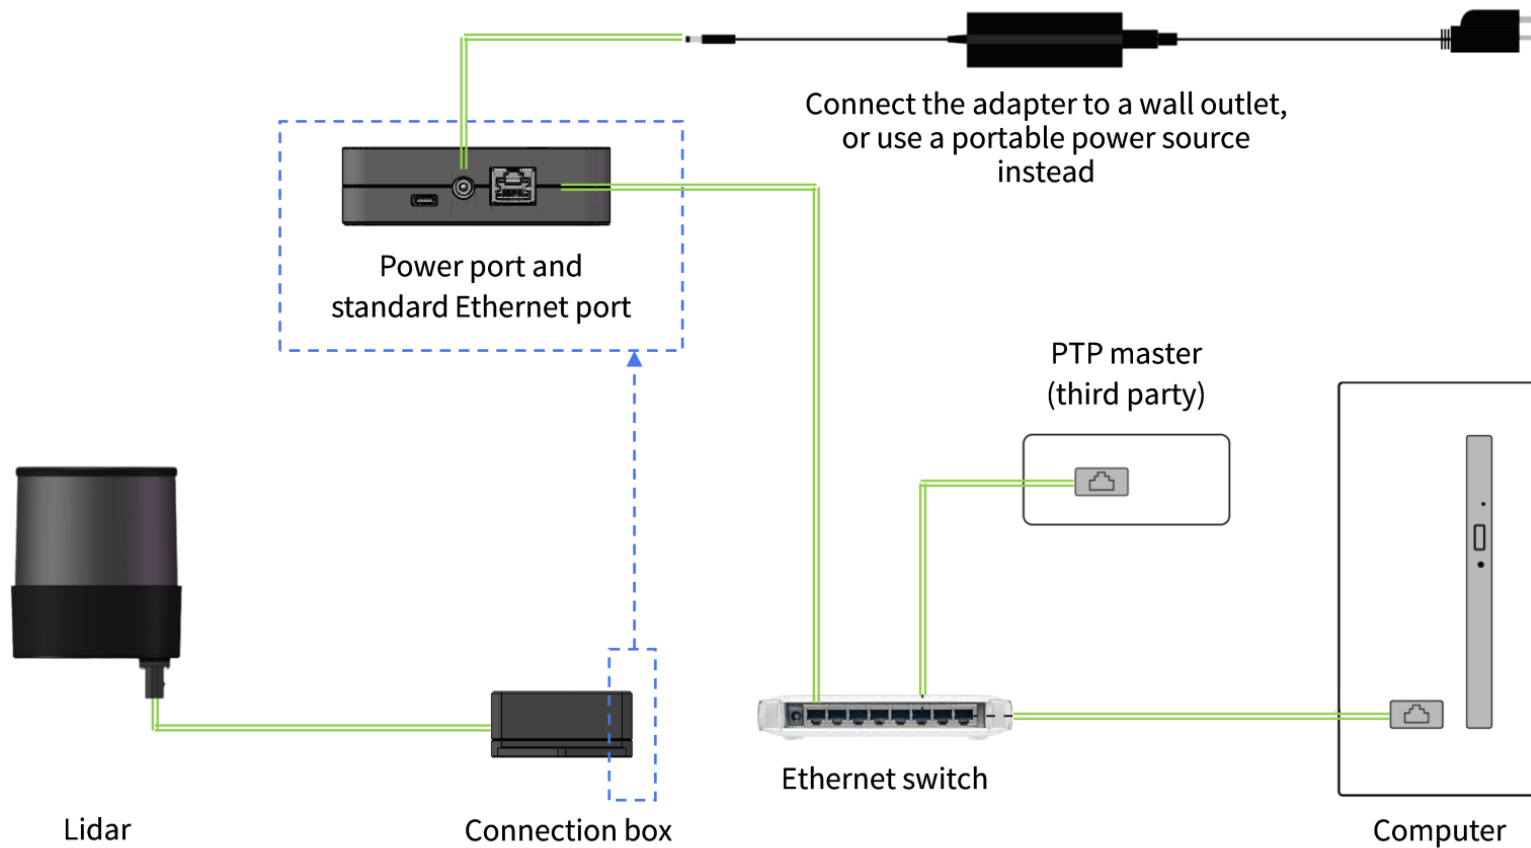 Connect the adapter to a wall outlet,
or use a portable power source
instead
Power port and
standard Ethernet port
PTP master
(third party)
Ethernet switch
Lidar
Connection box
Computer